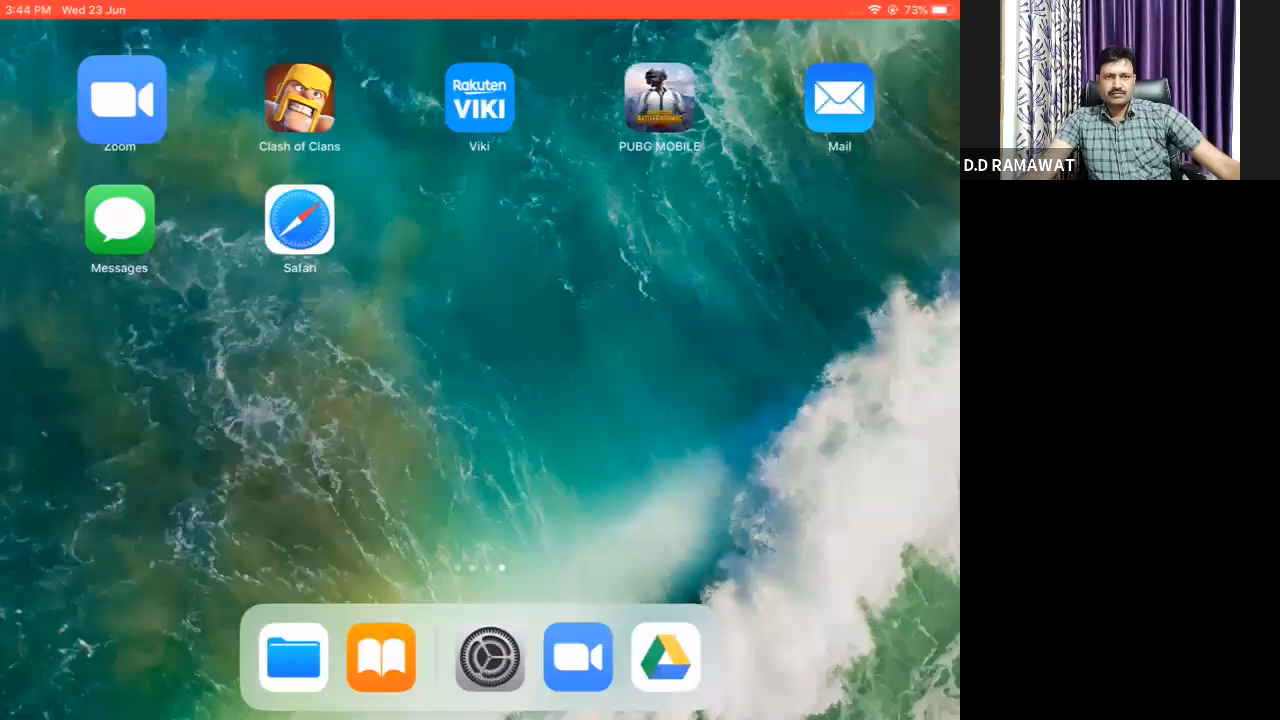 3:44 PM Wed 23 Jun
73%
Zoom
Clash of Clans
Rakuten
VIKI
Viki
PUBG MOBILE
Mail
D.D RAMAWAT
Messages
Safari